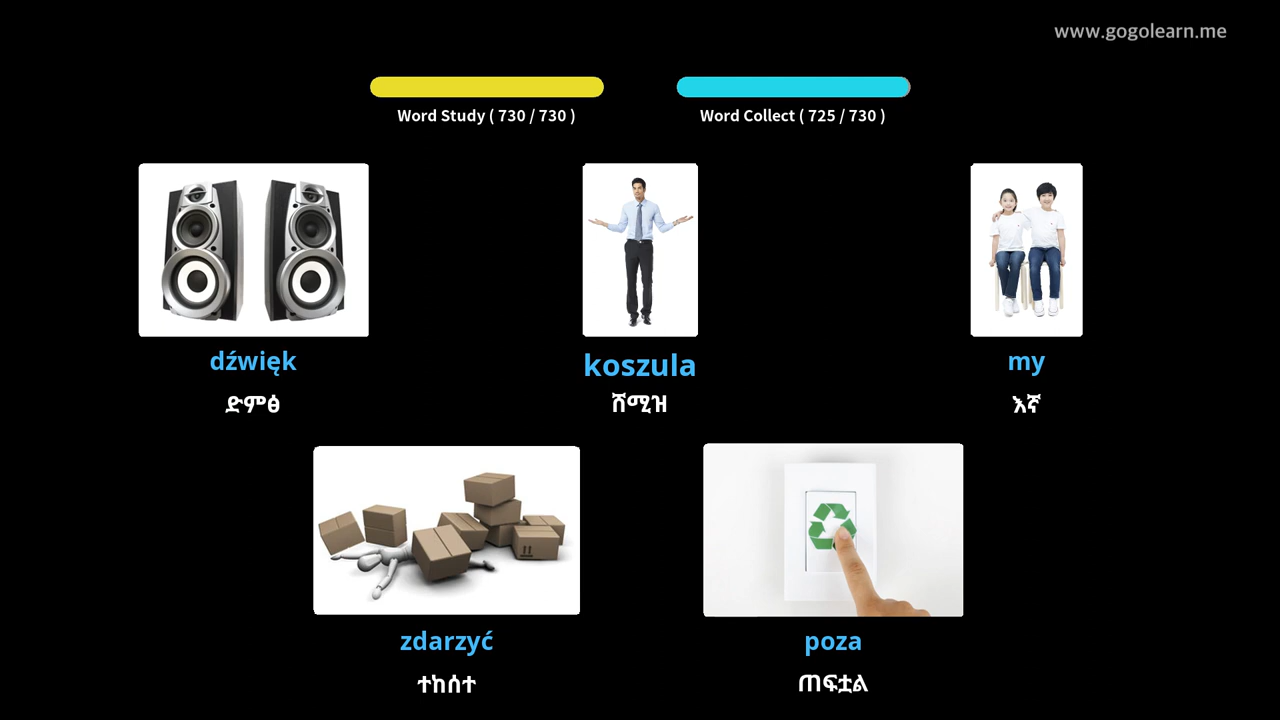 www.gogolearn.me
Word Study ( 730 / 730 )
Word Collect ( 725 / 730 )
dźwięk
koszula
my
ድምፅ
ሸሚዝ
እኛ
zdarzyć
poza
ተከሰተ
ጠፍቷል